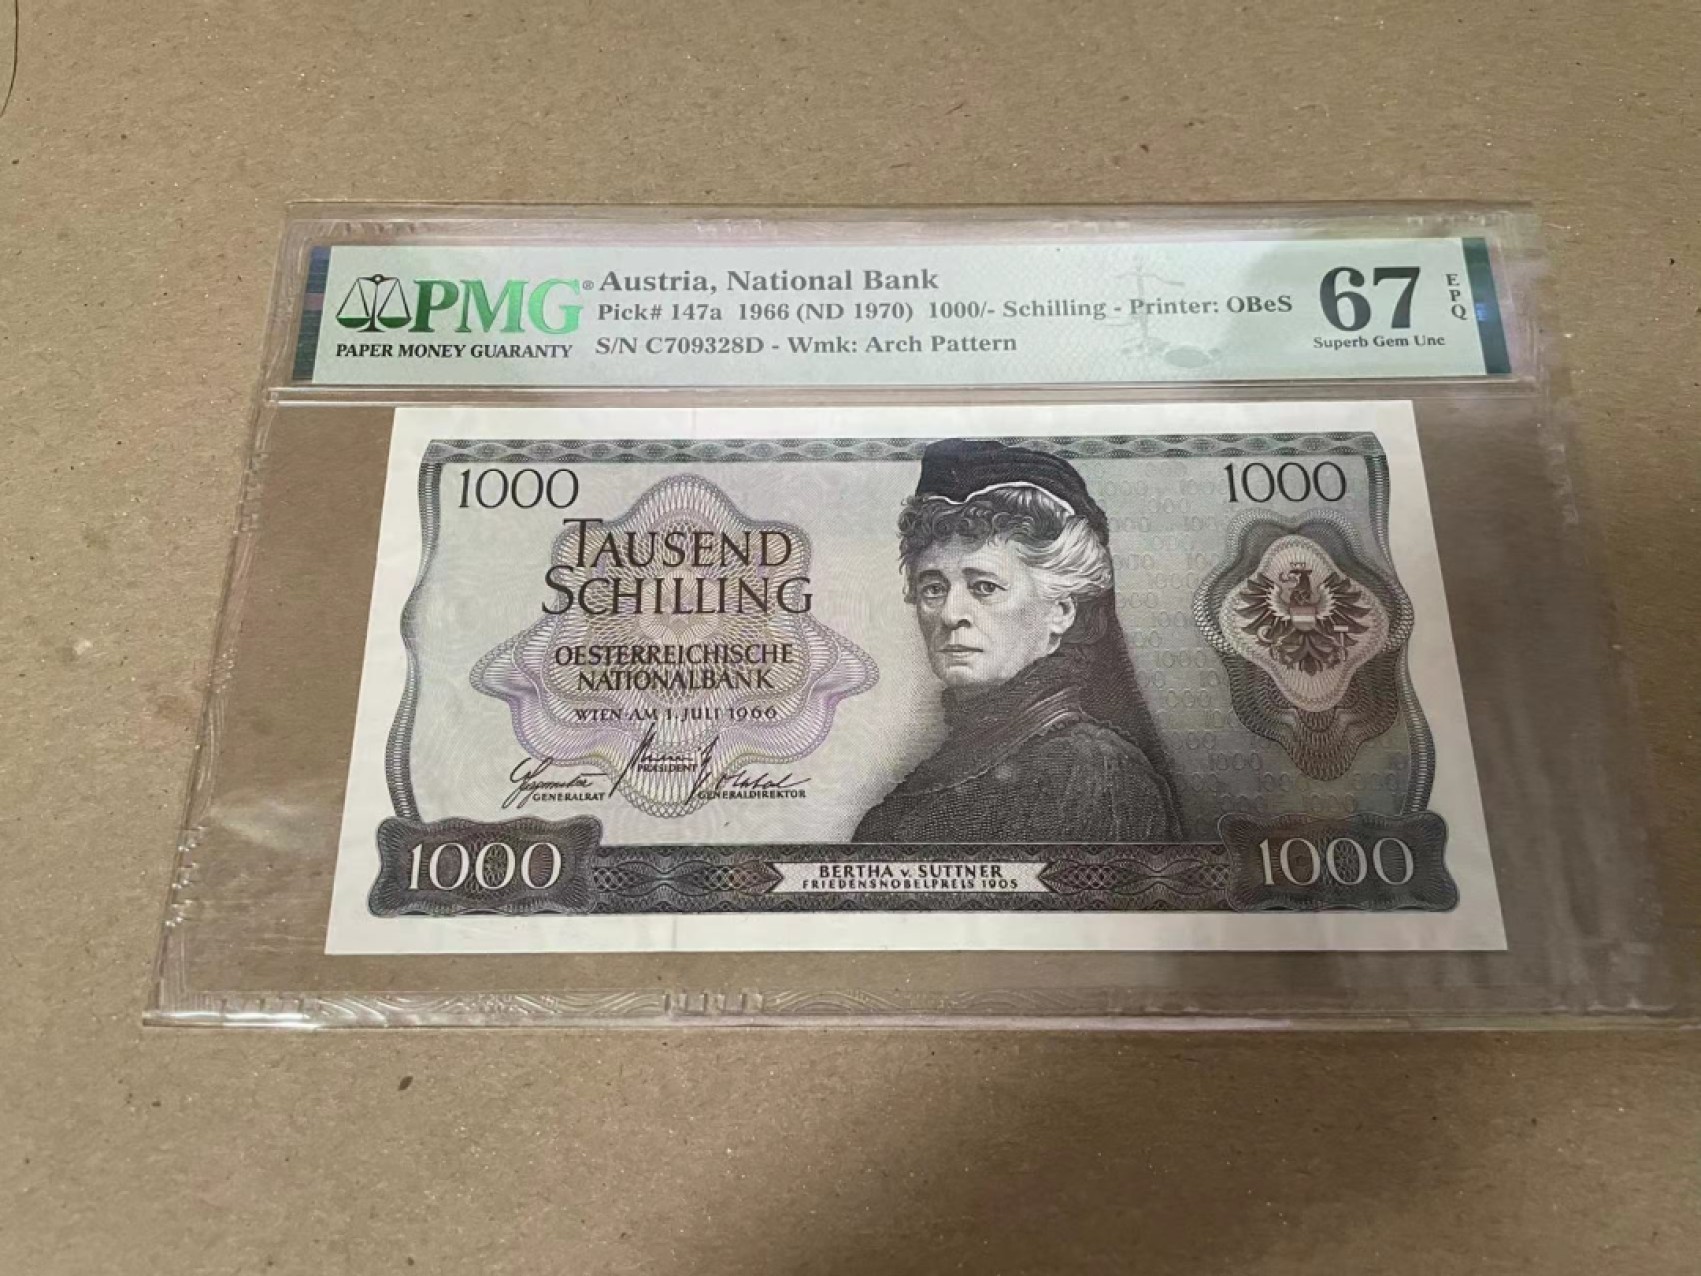 PMG®
PAPER MONEY GUARANTY
Austria, National Bank
Pick# 147a 1966 (ND 1970) 1000/- Schilling - Printer: OBeS
S/N C709328D - Wmk: Arch Pattern
67
EPQ
Superb Gem Unc
1000
1000
TAUSEND
SCHILLING
OESTERREICHISCHE
NATIONALBANK
WIEN·AM 1. JULI 1966
PRÄSIDENT
GENERALRAT
GENERALDIREKTOR
1000
BERTHA v. SUTTNER
FRIEDENSNOBELPREIS 1905
1000